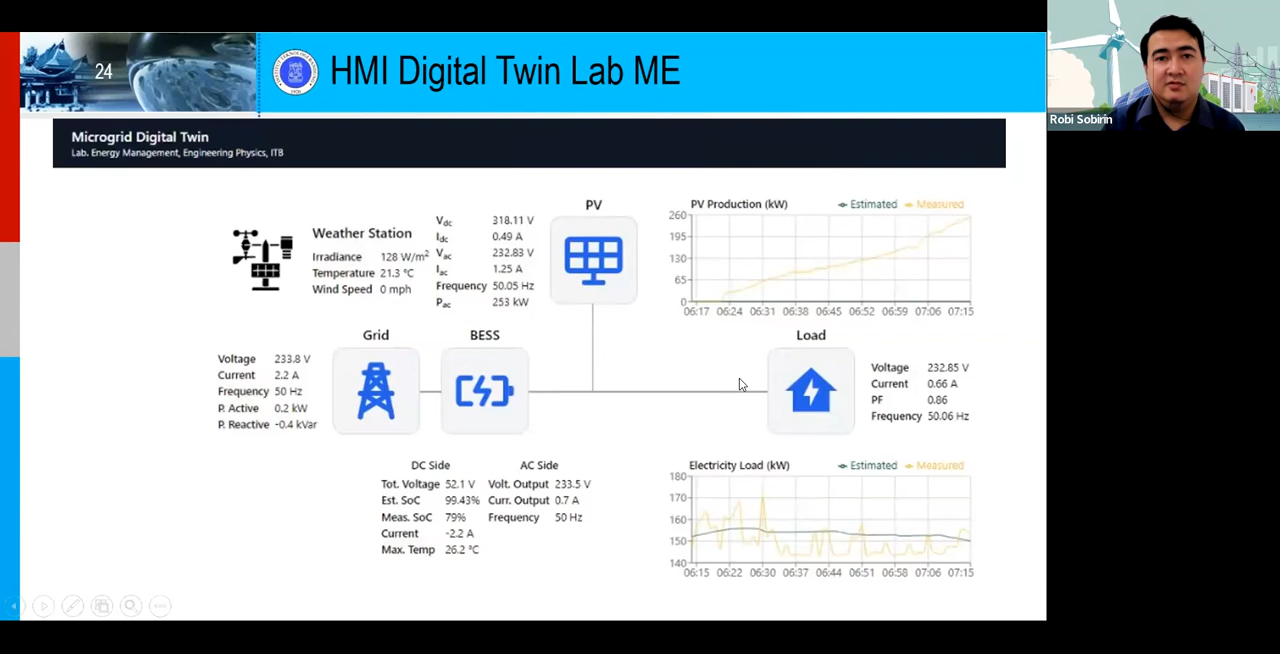 24
HMI Digital Twin Lab ME
Robi Sobirin
Microgrid Digital Twin
Lab. Energy Management, Engineering Physics, ITB
Weather Station
Irradiance 128 W/m²
Temperature 21.3 °C
Wind Speed 0 mph
Vdc 318.11 V
Idc 0.49 A
Vac 232.83 V
Iac 1.25 A
Frequency 50.05 Hz
Pac 253 kW
PV
PV Production (kW) Estimated Measured
260
195
130
65
0
06:17 06:24 06:31 06:38 06:45 06:52 06:59 07:06 07:15
Grid
Voltage 233.8 V
Current 2.2 A
Frequency 50 Hz
P. Active 0.2 kW
P. Reactive -0.4 kVar
BESS
Load
Voltage 232.85 V
Current 0.66 A
PF 0.86
Frequency 50.06 Hz
DC Side
Tot. Voltage 52.1 V
Est. SoC 99.43%
Meas. SoC 79%
Current -2.2 A
Max. Temp 26.2 °C
AC Side
Volt. Output 233.5 V
Curr. Output 0.7 A
Frequency 50 Hz
Electricity Load (kW) Estimated Measured
180
170
160
150
140
06:15 06:22 06:30 06:37 06:44 06:51 06:58 07:06 07:15